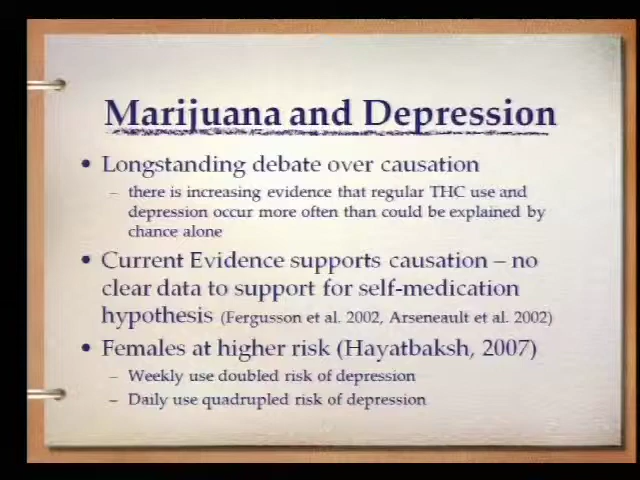 Marijuana and Depression
• Longstanding debate over causation
– there is increasing evidence that regular THC use and
depression occur more often than could be explained by
chance alone
• Current Evidence supports causation – no
clear data to support for self-medication
hypothesis (Fergusson et al. 2002, Arseneault et al. 2002)
• Females at higher risk (Hayatbaksh, 2007)
– Weekly use doubled risk of depression
– Daily use quadrupled risk of depression